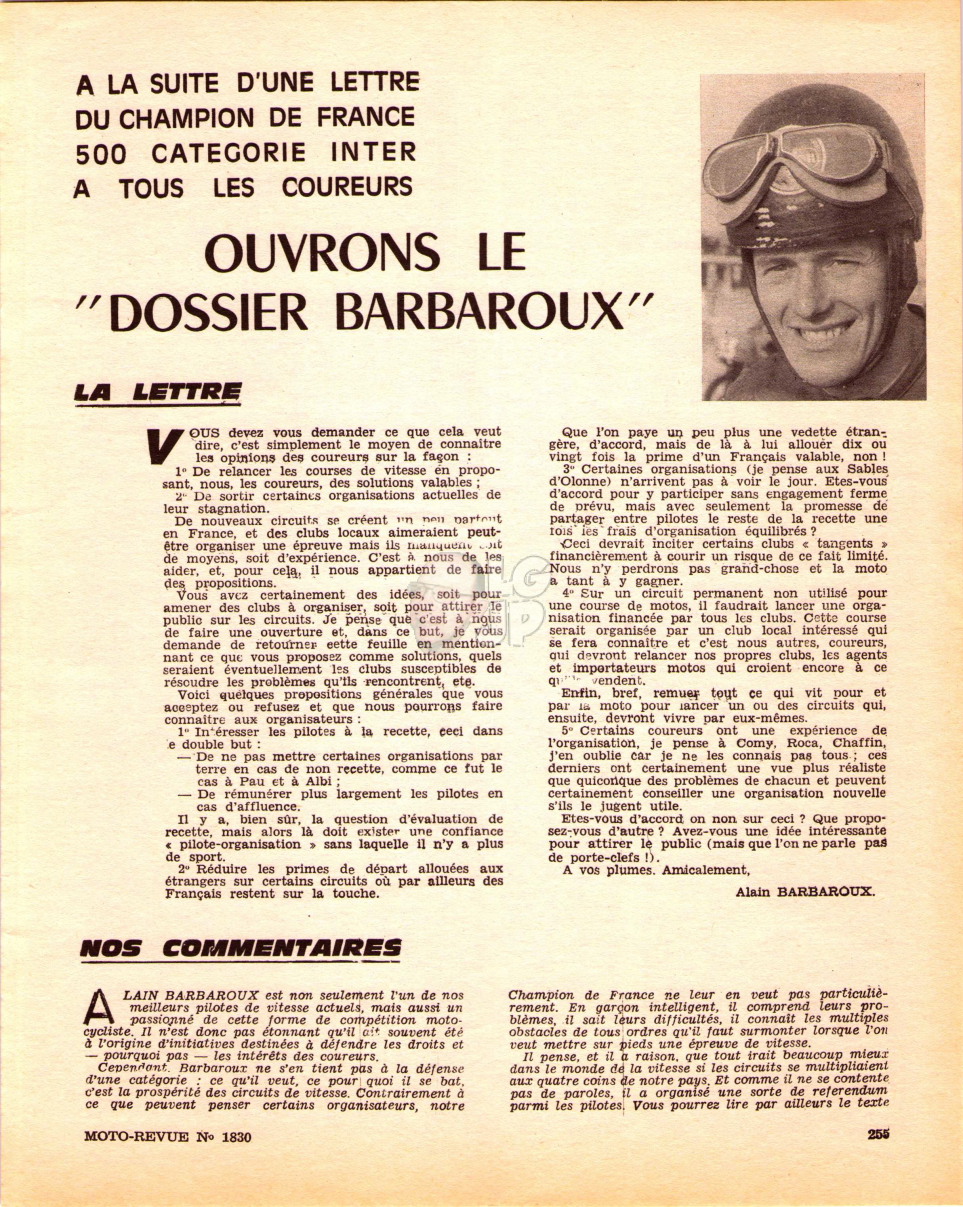 A LA SUITE D'UNE LETTRE
DU CHAMPION DE FRANCE
500 CATEGORIE INTER
A TOUS LES COUREURS
OUVRONS LE
"DOSSIER BARBAROUX"
LA LETTRE
VOUS devez vous demander ce que cela veut
dire, c'est simplement le moyen de connaître
les opinions des coureurs sur la façon :
1° De relancer les courses de vitesse en propo-
sant, nous, les coureurs, des solutions valables ;
2° De sortir certaines organisations actuelles de
leur stagnation.
De nouveaux circuits se créent un peu partout
en France, et des clubs locaux aimeraient peut-
être organiser une épreuve mais ils manquent soit
de moyens, soit d'expérience. C'est à nous de les
aider, et, pour cela, il nous appartient de faire
des propositions.
Vous avez certainement des idées, soit pour
amener des clubs à organiser, soit pour attirer le
public sur les circuits. Je pense que c'est à nous
de faire une ouverture et, dans ce but, je vous
demande de retourner cette feuille en mention-
nant ce que vous proposez comme solutions, quels
seraient éventuellement les clubs susceptibles de
résoudre les problèmes qu'ils rencontrent, etc.
Voici quelques propositions générales que vous
acceptez ou refusez et que nous pourrons faire
connaître aux organisateurs :
1° Intéresser les pilotes à la recette, ceci dans
le double but :
— De ne pas mettre certaines organisations par
terre en cas de non recette, comme ce fut le
cas à Pau et à Albi ;
— De rémunérer plus largement les pilotes en
cas d'affluence.
Il y a, bien sûr, la question d'évaluation de
recette, mais alors là doit exister une confiance
« pilote-organisation » sans laquelle il n'y a plus
de sport.
2° Réduire les primes de départ allouées aux
étrangers sur certains circuits où par ailleurs des
Français restent sur la touche.
Que l'on paye un peu plus une vedette étran-
gère, d'accord, mais de là à lui allouer dix ou
vingt fois la prime d'un Français valable, non !
3° Certaines organisations (je pense aux Sables
d'Olonne) n'arrivent pas à voir le jour. Etes-vous
d'accord pour y participer sans engagement ferme
de prévu, mais avec seulement la promesse de
partager entre pilotes le reste de la recette une
fois les frais d'organisation équilibrés ?
Ceci devrait inciter certains clubs « tangents »
financièrement à courir un risque de ce fait limité.
Nous n'y perdrons pas grand-chose et la moto
a tant à y gagner.
4° Sur un circuit permanent non utilisé pour
une course de motos, il faudrait lancer une orga-
nisation financée par tous les clubs. Cette course
serait organisée par un club local intéressé qui
se fera connaître et c'est nous autres, coureurs,
qui devront relancer nos propres clubs, les agents
et importateurs motos qui croient encore à ce
vendent.
Enfin, bref, remuer tout ce qui vit pour et
par la moto pour lancer un ou des circuits qui,
ensuite, devront vivre par eux-mêmes.
5° Certains coureurs ont une expérience de
l'organisation, je pense à Comy, Roca, Chaffin,
j'en oublie car je ne les connais pas tous ; ces
derniers ont certainement une vue plus réaliste
que quiconque des problèmes de chacun et peuvent
certainement conseiller une organisation nouvelle
s'ils le jugent utile.
Etes-vous d'accord on non sur ceci ? Que propo-
sez-vous d'autre ? Avez-vous une idée intéressante
pour attirer le public (mais que l'on ne parle pas
de porte-clefs !).
A vos plumes. Amicalement,
Alain BARBAROUX.
LG
VIP
NOS COMMENTAIRES
ALAIN BARBAROUX est non seulement l'un de nos
meilleurs pilotes de vitesse actuels, mais aussi un
passionné de cette forme de compétition moto-
cycliste. Il n'est donc pas étonnant qu'il ait souvent été
à l'origine d'initiatives destinées à défendre les droits et
— pourquoi pas — les intérêts des coureurs.
Cependant, Barbaroux ne s'en tient pas à la défense
d'une catégorie : ce qu'il veut, ce pour quoi il se bat,
c'est la prospérité des circuits de vitesse. Contrairement à
ce que peuvent penser certains organisateurs, notre
Champion de France ne leur en veut pas particuliè-
rement. En garçon intelligent, il comprend leurs pro-
blèmes, il sait leurs difficultés, il connaît les multiples
obstacles de tous ordres qu'il faut surmonter lorsque l'on
veut mettre sur pieds une épreuve de vitesse.
Il pense, et il a raison, que tout irait beaucoup mieux
dans le monde de la vitesse si les circuits se multipliaient
aux quatre coins de notre pays. Et comme il ne se contente
pas de paroles, il a organisé une sorte de referendum
parmi les pilotes. Vous pourrez lire par ailleurs le texte
MOTO-REVUE No 1830
255